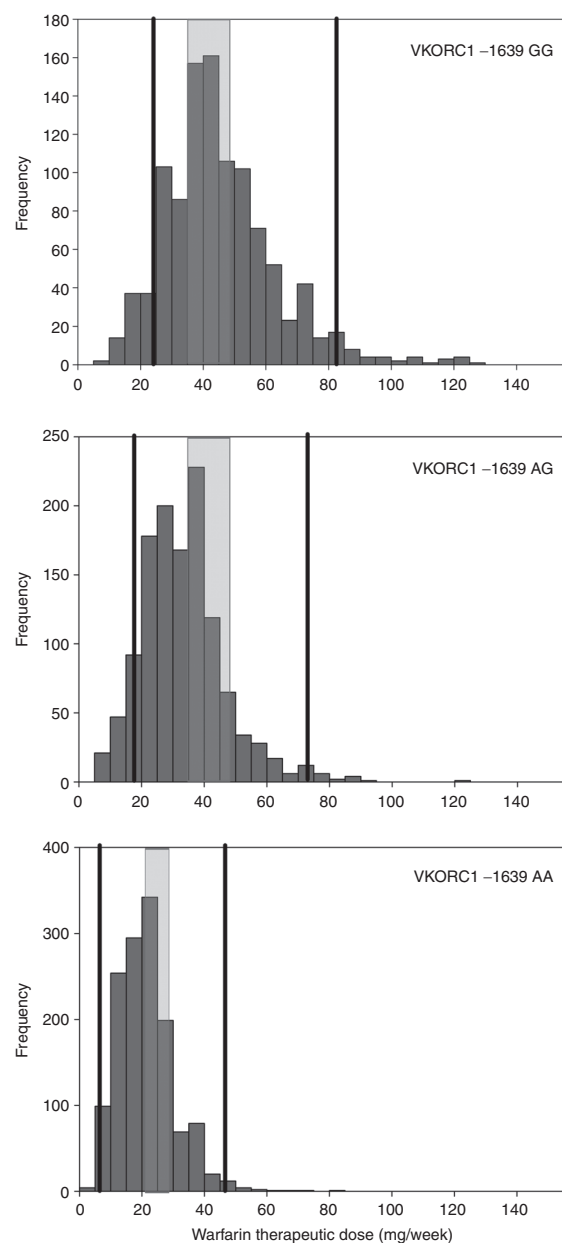 180
160
140
120
100
80
60
40
20
0
Frequency
VKORC1 –1639 GG
0 20 40 60 80 100 120 140
250
200
150
100
50
0
Frequency
VKORC1 –1639 AG
0 20 40 60 80 100 120 140
400
300
200
100
0
Frequency
VKORC1 –1639 AA
0 20 40 60 80 100 120 140
Warfarin therapeutic dose (mg/week)